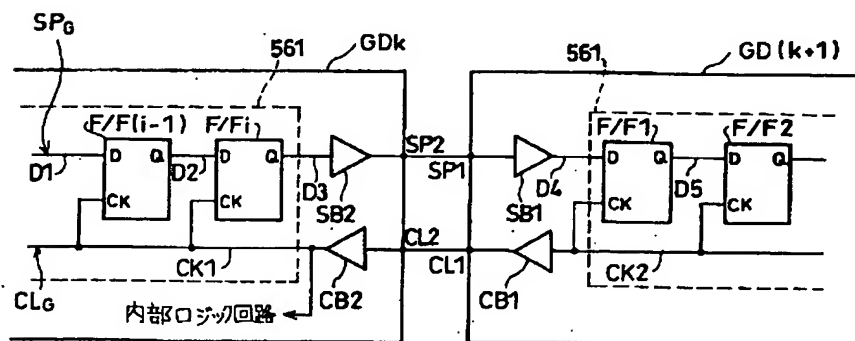 SPG
561
GDk
561
GD(k+1)
F/F(i-1)
F/Fi
F/F1
F/F2
D
Q
D
Q
SP2
D
Q
D
Q
D1
D2
D3
SP1
D4
D5
CK
CK
SB2
SB1
CK
CK
CL2
CK1
CL1
CK2
CLG
CB2
CB1
内部ロジック回路